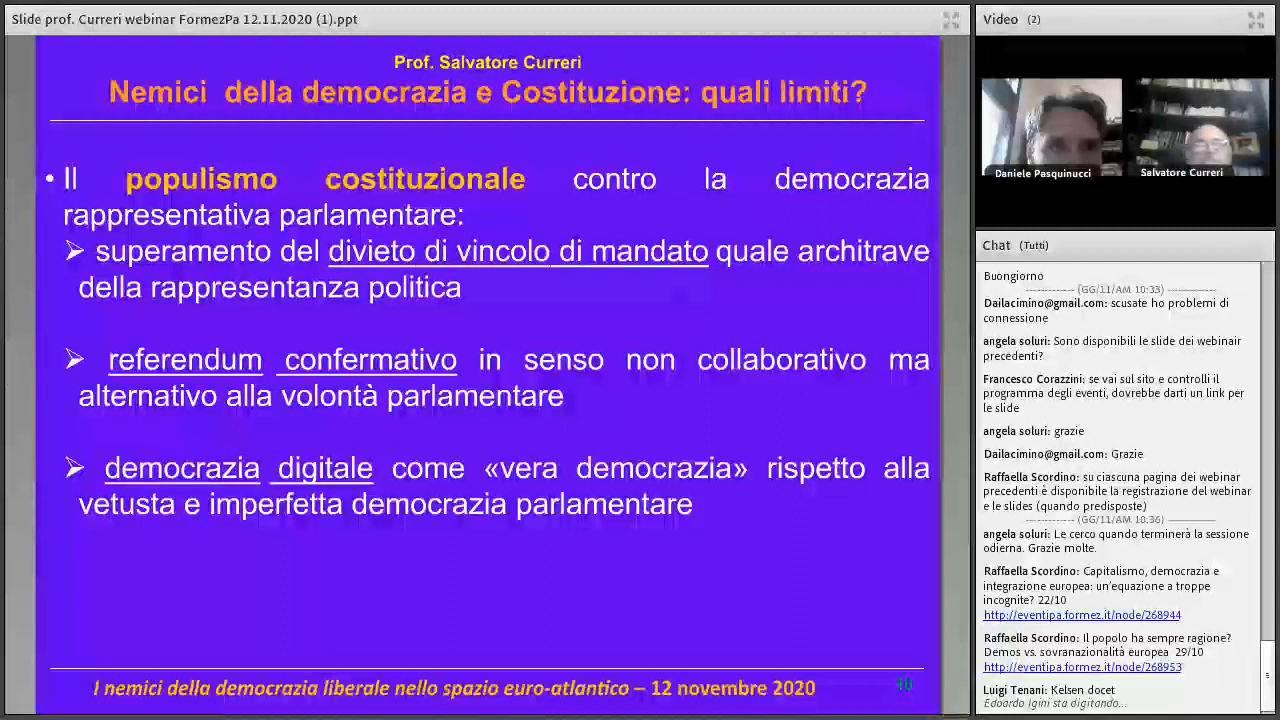 Slide prof. Curreri webinar FormezPa 12.11.2020 (1).ppt
Prof. Salvatore Curreri
Nemici della democrazia e Costituzione: quali limiti?
• Il populismo costituzionale contro la democrazia
rappresentativa parlamentare:
➢ superamento del divieto di vincolo di mandato quale architrave
della rappresentanza politica
➢ referendum confermativo in senso non collaborativo ma
alternativo alla volontà parlamentare
➢ democrazia digitale come «vera democrazia» rispetto alla
vetusta e imperfetta democrazia parlamentare
I nemici della democrazia liberale nello spazio euro-atlantico – 12 novembre 2020
Video (2)
Daniele Pasquinucci
Salvatore Curreri
Chat (Tutti)
Buongiorno
------------- (GG/11/AM 10:33) -------------
Dailacimino@gmail.com: scusate ho problemi di
connessione
angela soluri: Sono disponibili le slide dei webinair
precedenti?
Francesco Corazzini: se vai sul sito e controlli il
programma degli eventi, dovrebbe darti un link per
le slide
angela soluri: grazie
Dailacimino@gmail.com: Grazie
Raffaella Scordino: su ciascuna pagina dei webinar
precedenti è disponibile la registrazione del webinar
e le slides (quando predisposte)
------------- (GG/11/AM 10:36) -------------
angela soluri: Le cerco quando terminerà la sessione
odierna. Grazie molte.
Raffaella Scordino: Capitalismo, democrazia e
integrazione europea: un'equazione a troppe
incognite? 22/10
http://eventipa.formez.it/node/268944
Raffaella Scordino: Il popolo ha sempre ragione?
Demos vs. sovranazionalità europea 29/10
http://eventipa.formez.it/node/268953
Luigi Tenani: Kelsen docet
Edoardo Igini sta digitando...